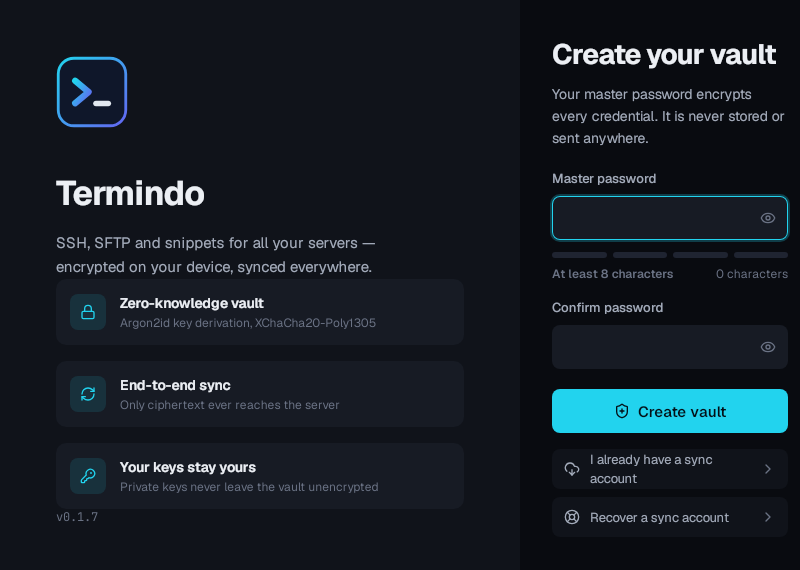 Termindo
SSH, SFTP and snippets for all your servers —
encrypted on your device, synced everywhere.
Zero-knowledge vault
Argon2id key derivation, XChaCha20-Poly1305
End-to-end sync
Only ciphertext ever reaches the server
Your keys stay yours
Private keys never leave the vault unencrypted
v0.1.7
Create your vault
Your master password encrypts
every credential. It is never stored or
sent anywhere.
Master password
At least 8 characters 0 characters
Confirm password
Create vault
I already have a sync
account
Recover a sync account